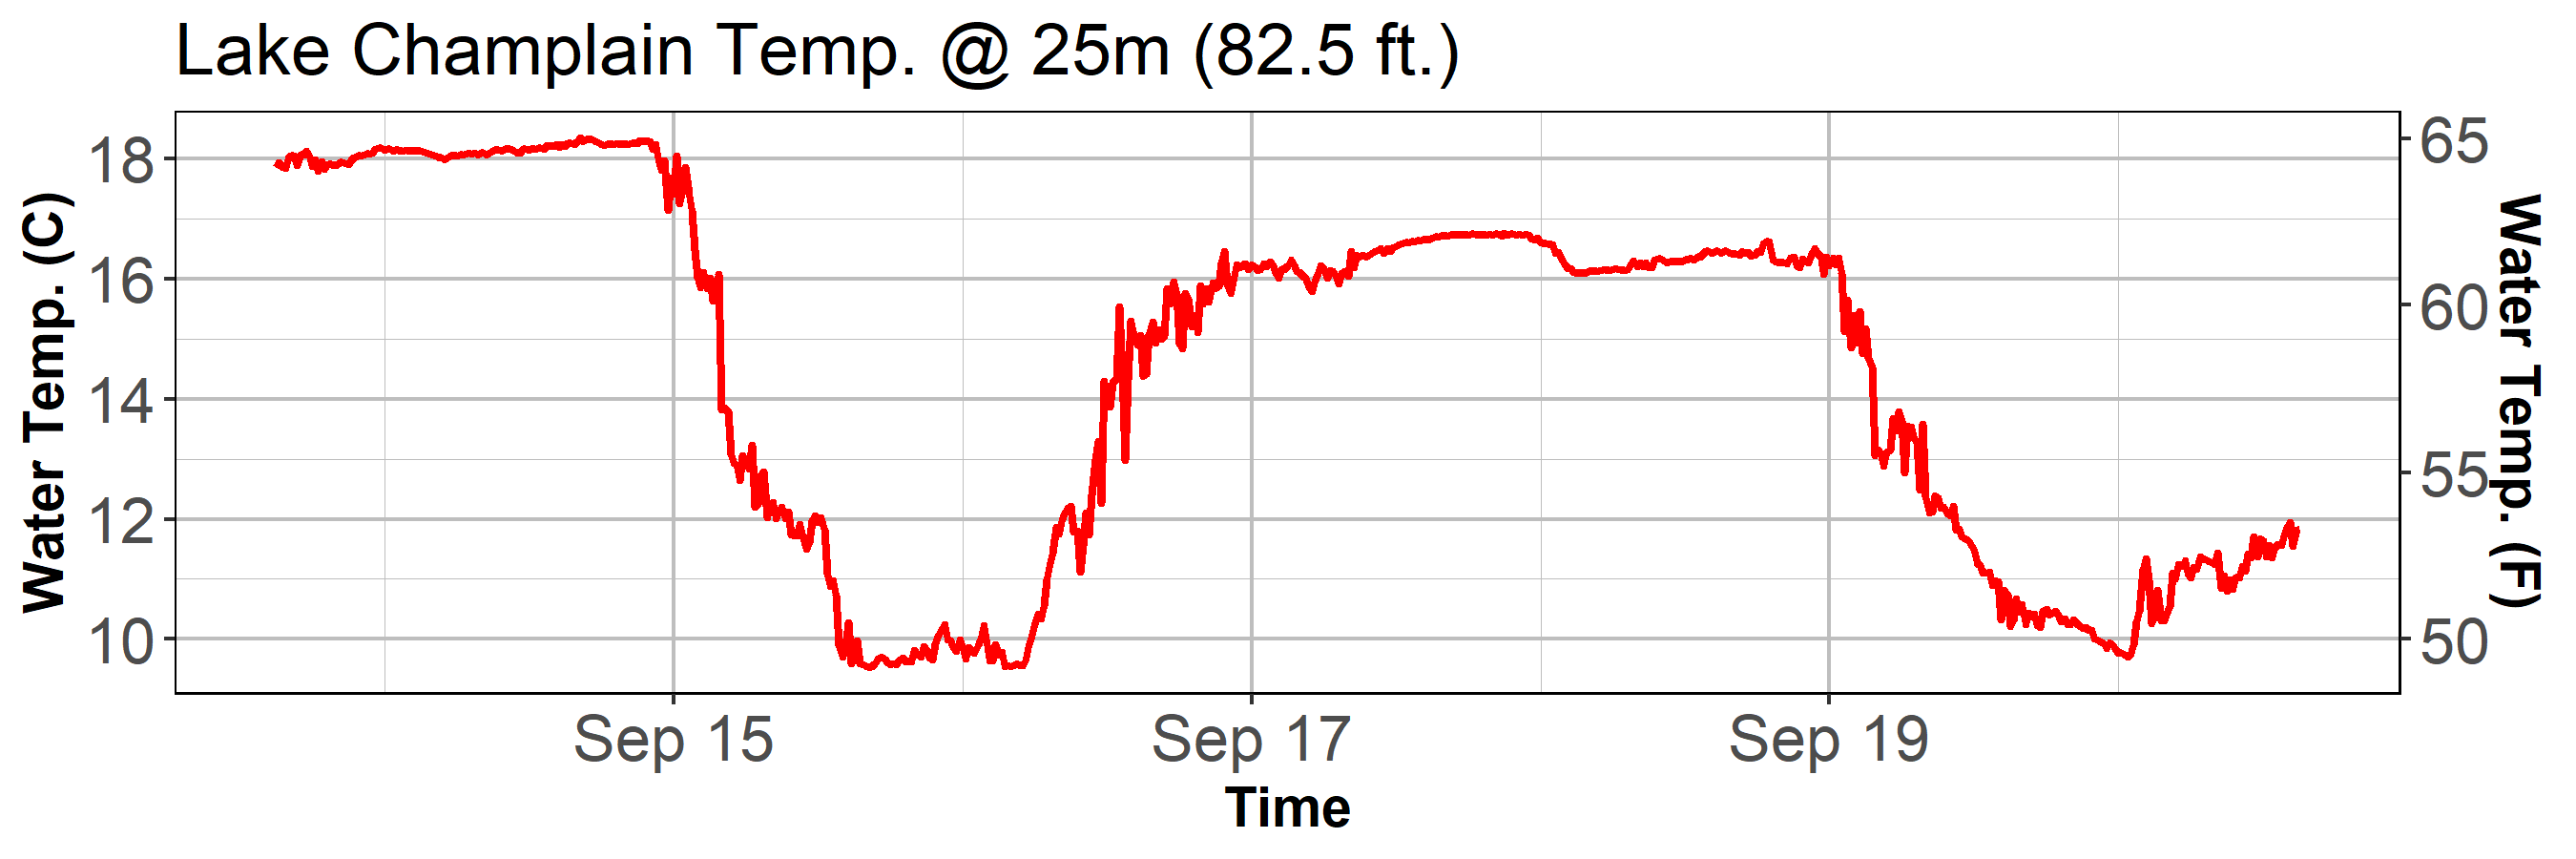 Lake Champlain Temp. @ 25m (82.5 ft.)
Water Temp. (C)
18
16
14
12
10
65
60
55
50
Water Temp. (F)
Sep 15
Sep 17
Sep 19
Time